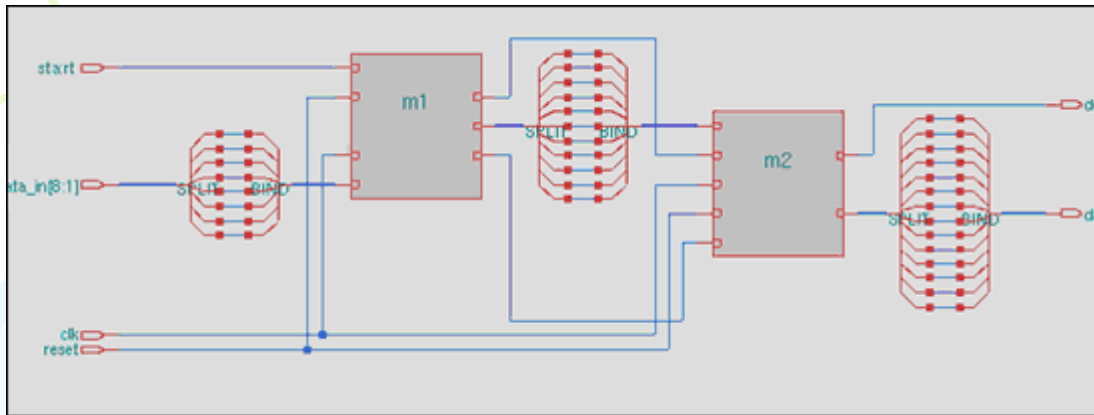 start
m1
SPLIT BIND
m2
ata_in[8:1]
SPLIT BIND
SPLIT BIND
clk
reset